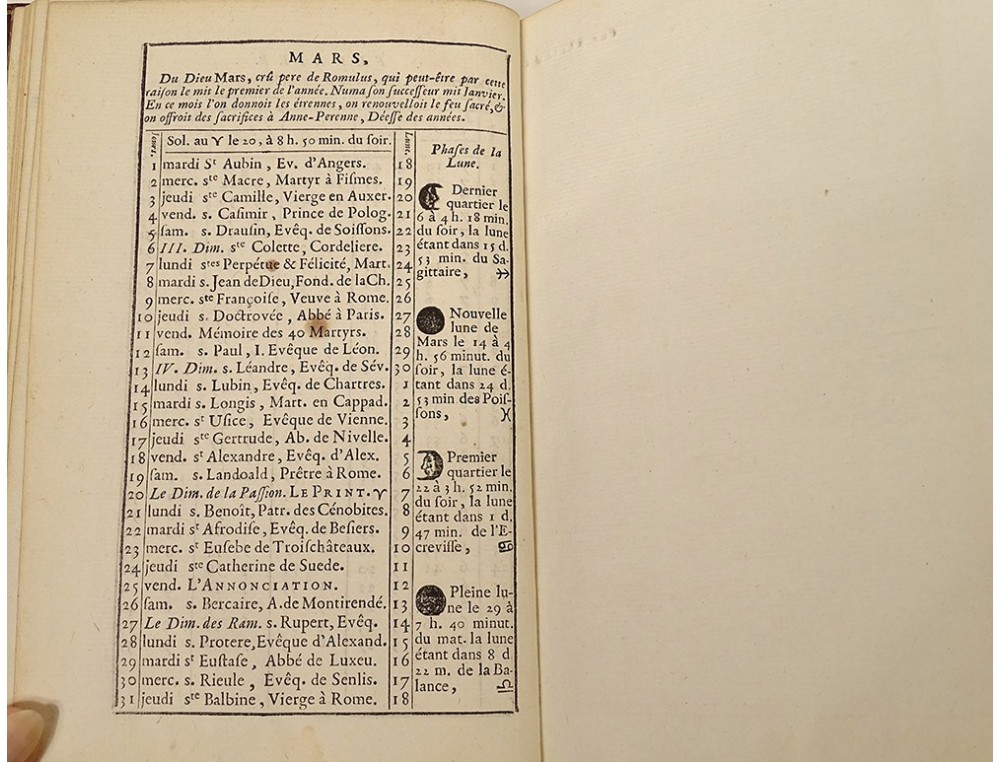 MARS,
Du Dieu Mars, crû pere de Romulus, qui peut-être par cette
raiſon le mit le premier de l'année. Numa ſon ſucceſſeur mit Janvier.
En ce mois l'on donnoit les étrennes, on renouvelloit le feu ſacré, &
on offroit des ſacrifices à Anne-Perenne, Déeſſe des années.
Jours. Sol. au ♈ le 20, à 8 h. 50 min. du ſoir. Lune.
1 mardi St Aubin, Ev. d'Angers. 18
2 merc. ste Macre, Martyr à Fiſmes. 19
3 jeudi ste Camille, Vierge en Auxer. 20
4 vend. s. Caſimir, Prince de Polog. 21
5 ſam. s. Drauſin, Evêq. de Soiſſons. 22
6 III. Dim. ste Colette, Cordeliere. 23
7 lundi stes Perpétue & Félicité, Mart. 24
8 mardi s. Jean de Dieu, Fond. de la Ch. 25
9 merc. ste Françoiſe, Veuve à Rome. 26
10 jeudi s. Doctrovée, Abbé à Paris. 27
11 vend. Mémoire des 40 Martyrs. 28
12 ſam. s. Paul, I. Evêque de Léon. 29
13 IV. Dim. s. Léandre, Evêq. de Sév. 30
14 lundi s. Lubin, Evêq. de Chartres. 1
15 mardi s. Longis, Mart. en Cappad. 2
16 merc. st Uſice, Evêque de Vienne. 3
17 jeudi ste Gertrude, Ab. de Nivelle. 4
18 vend. st Alexandre, Evêq. d'Alex. 5
19 ſam. s. Landoald, Prêtre à Rome. 6
20 Le Dim. de la Paſſion. LE PRINT. ♈ 7
21 lundi s. Benoît, Patr. des Cénobites. 8
22 mardi st Afrodiſe, Evêq. de Beſiers. 9
23 merc. st Euſebe de Troiſchâteaux. 10
24 jeudi ste Catherine de Suede. 11
25 vend. L'ANNONCIATION. 12
26 ſam. s. Bercaire, A. de Montirendé. 13
27 Le Dim. des Ram. s. Rupert, Evêq. 14
28 lundi s. Protere, Evêque d'Alexand. 15
29 mardi st Euſtaſe, Abbé de Luxeu. 16
30 merc. s. Rieule, Evêq. de Senlis. 17
31 jeudi ste Balbine, Vierge à Rome. 18
Phaſes de la
Lune.
Dernier
quartier le
6 à 4 h. 18 min.
du ſoir, la lune
étant dans 15 d.
53 min. du Sa-
gittaire, ♐
Nouvelle
lune de
Mars le 14 à 4
h. 56 minut. du
ſoir, la lune é-
tant dans 24 d.
53 min des Poiſ-
ſons, ♓
Premier
quartier le
22 à 3 h. 52 min.
du ſoir, la lune
étant dans 1 d.
47 min. de l'E-
creviſſe, ♋
Pleine lu-
ne le 29 à
7 h. 40 minut.
du mat. la lune
étant dans 8 d.
22 m. de la Ba-
lance, ♎